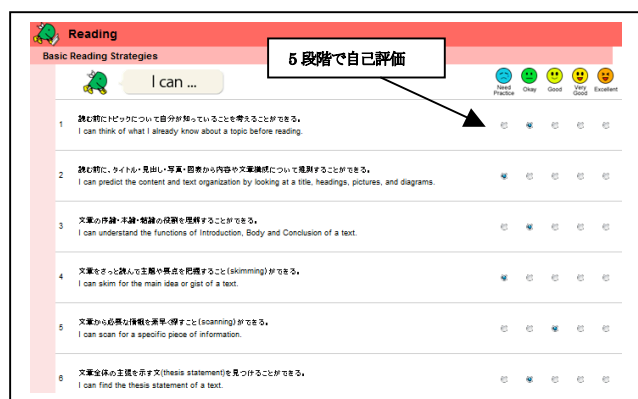 Reading
Basic Reading Strategies
5 段階で自己評価
I can ...
Need Practice
Okay
Good
Very Good
Excellent
1
読む前にトピックについて自分が知っていることを考えることができる。
I can think of what I already know about a topic before reading.
2
読む前に、タイトル・見出し・写真・図表から内容や文章構成について推測することができる。
I can predict the content and text organization by looking at a title, headings, pictures, and diagrams.
3
文章の序論・本論・結論の役割を理解することができる。
I can understand the functions of Introduction, Body and Conclusion of a text.
4
文章をさっと読んで主題や要点を把握すること(skimming)ができる。
I can skim for the main idea or gist of a text.
5
文章から必要な情報を素早く探すこと(scanning)ができる。
I can scan for a specific piece of information.
6
文章全体の主張を示す文(thesis statement)を見つけることができる。
I can find the thesis statement of a text.